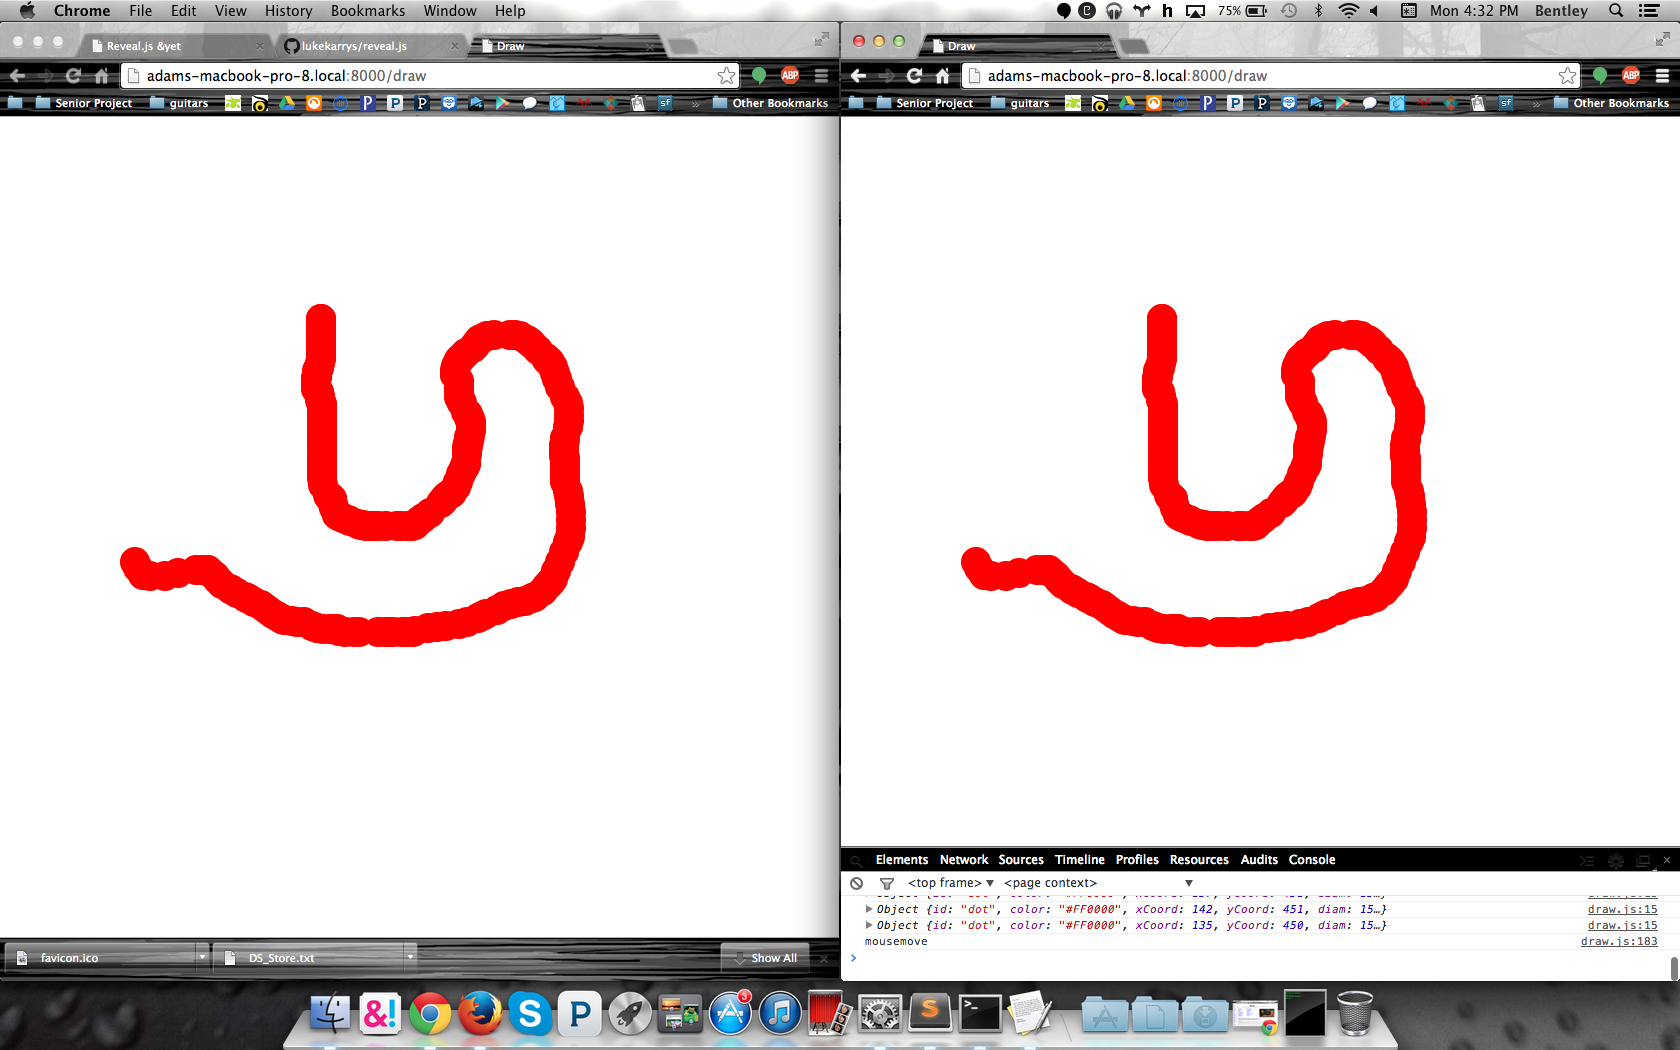 Chrome File Edit View History Bookmarks Window Help
75% Mon 4:32 PM Bentley
Reveal.js &yet
lukekarrys/reveal.js
Draw
adams-macbook-pro-8.local:8000/draw
ABP
Senior Project
guitars
Other Bookmarks
Draw
adams-macbook-pro-8.local:8000/draw
ABP
Senior Project
guitars
Other Bookmarks
Elements Network Sources Timeline Profiles Resources Audits Console
<top frame> <page context>
Object {id: "dot", color: "#FF0000", xCoord: 142, yCoord: 451, diam: 15…} draw.js:15
Object {id: "dot", color: "#FF0000", xCoord: 135, yCoord: 450, diam: 15…} draw.js:15
mousemove draw.js:183
favicon.ico
DS_Store.txt
Show All
3